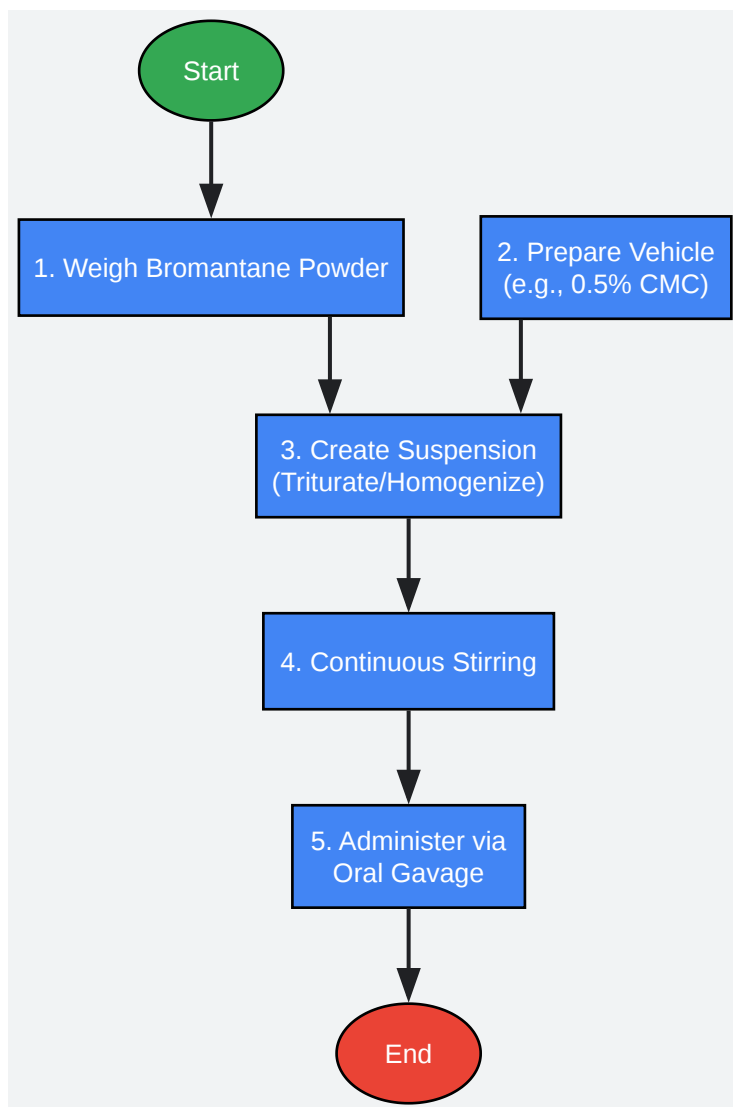 Start
1. Weigh Bromantane Powder
2. Prepare Vehicle
(e.g., 0.5% CMC)
3. Create Suspension
(Triturate/Homogenize)
4. Continuous Stirring
5. Administer via
Oral Gavage
End